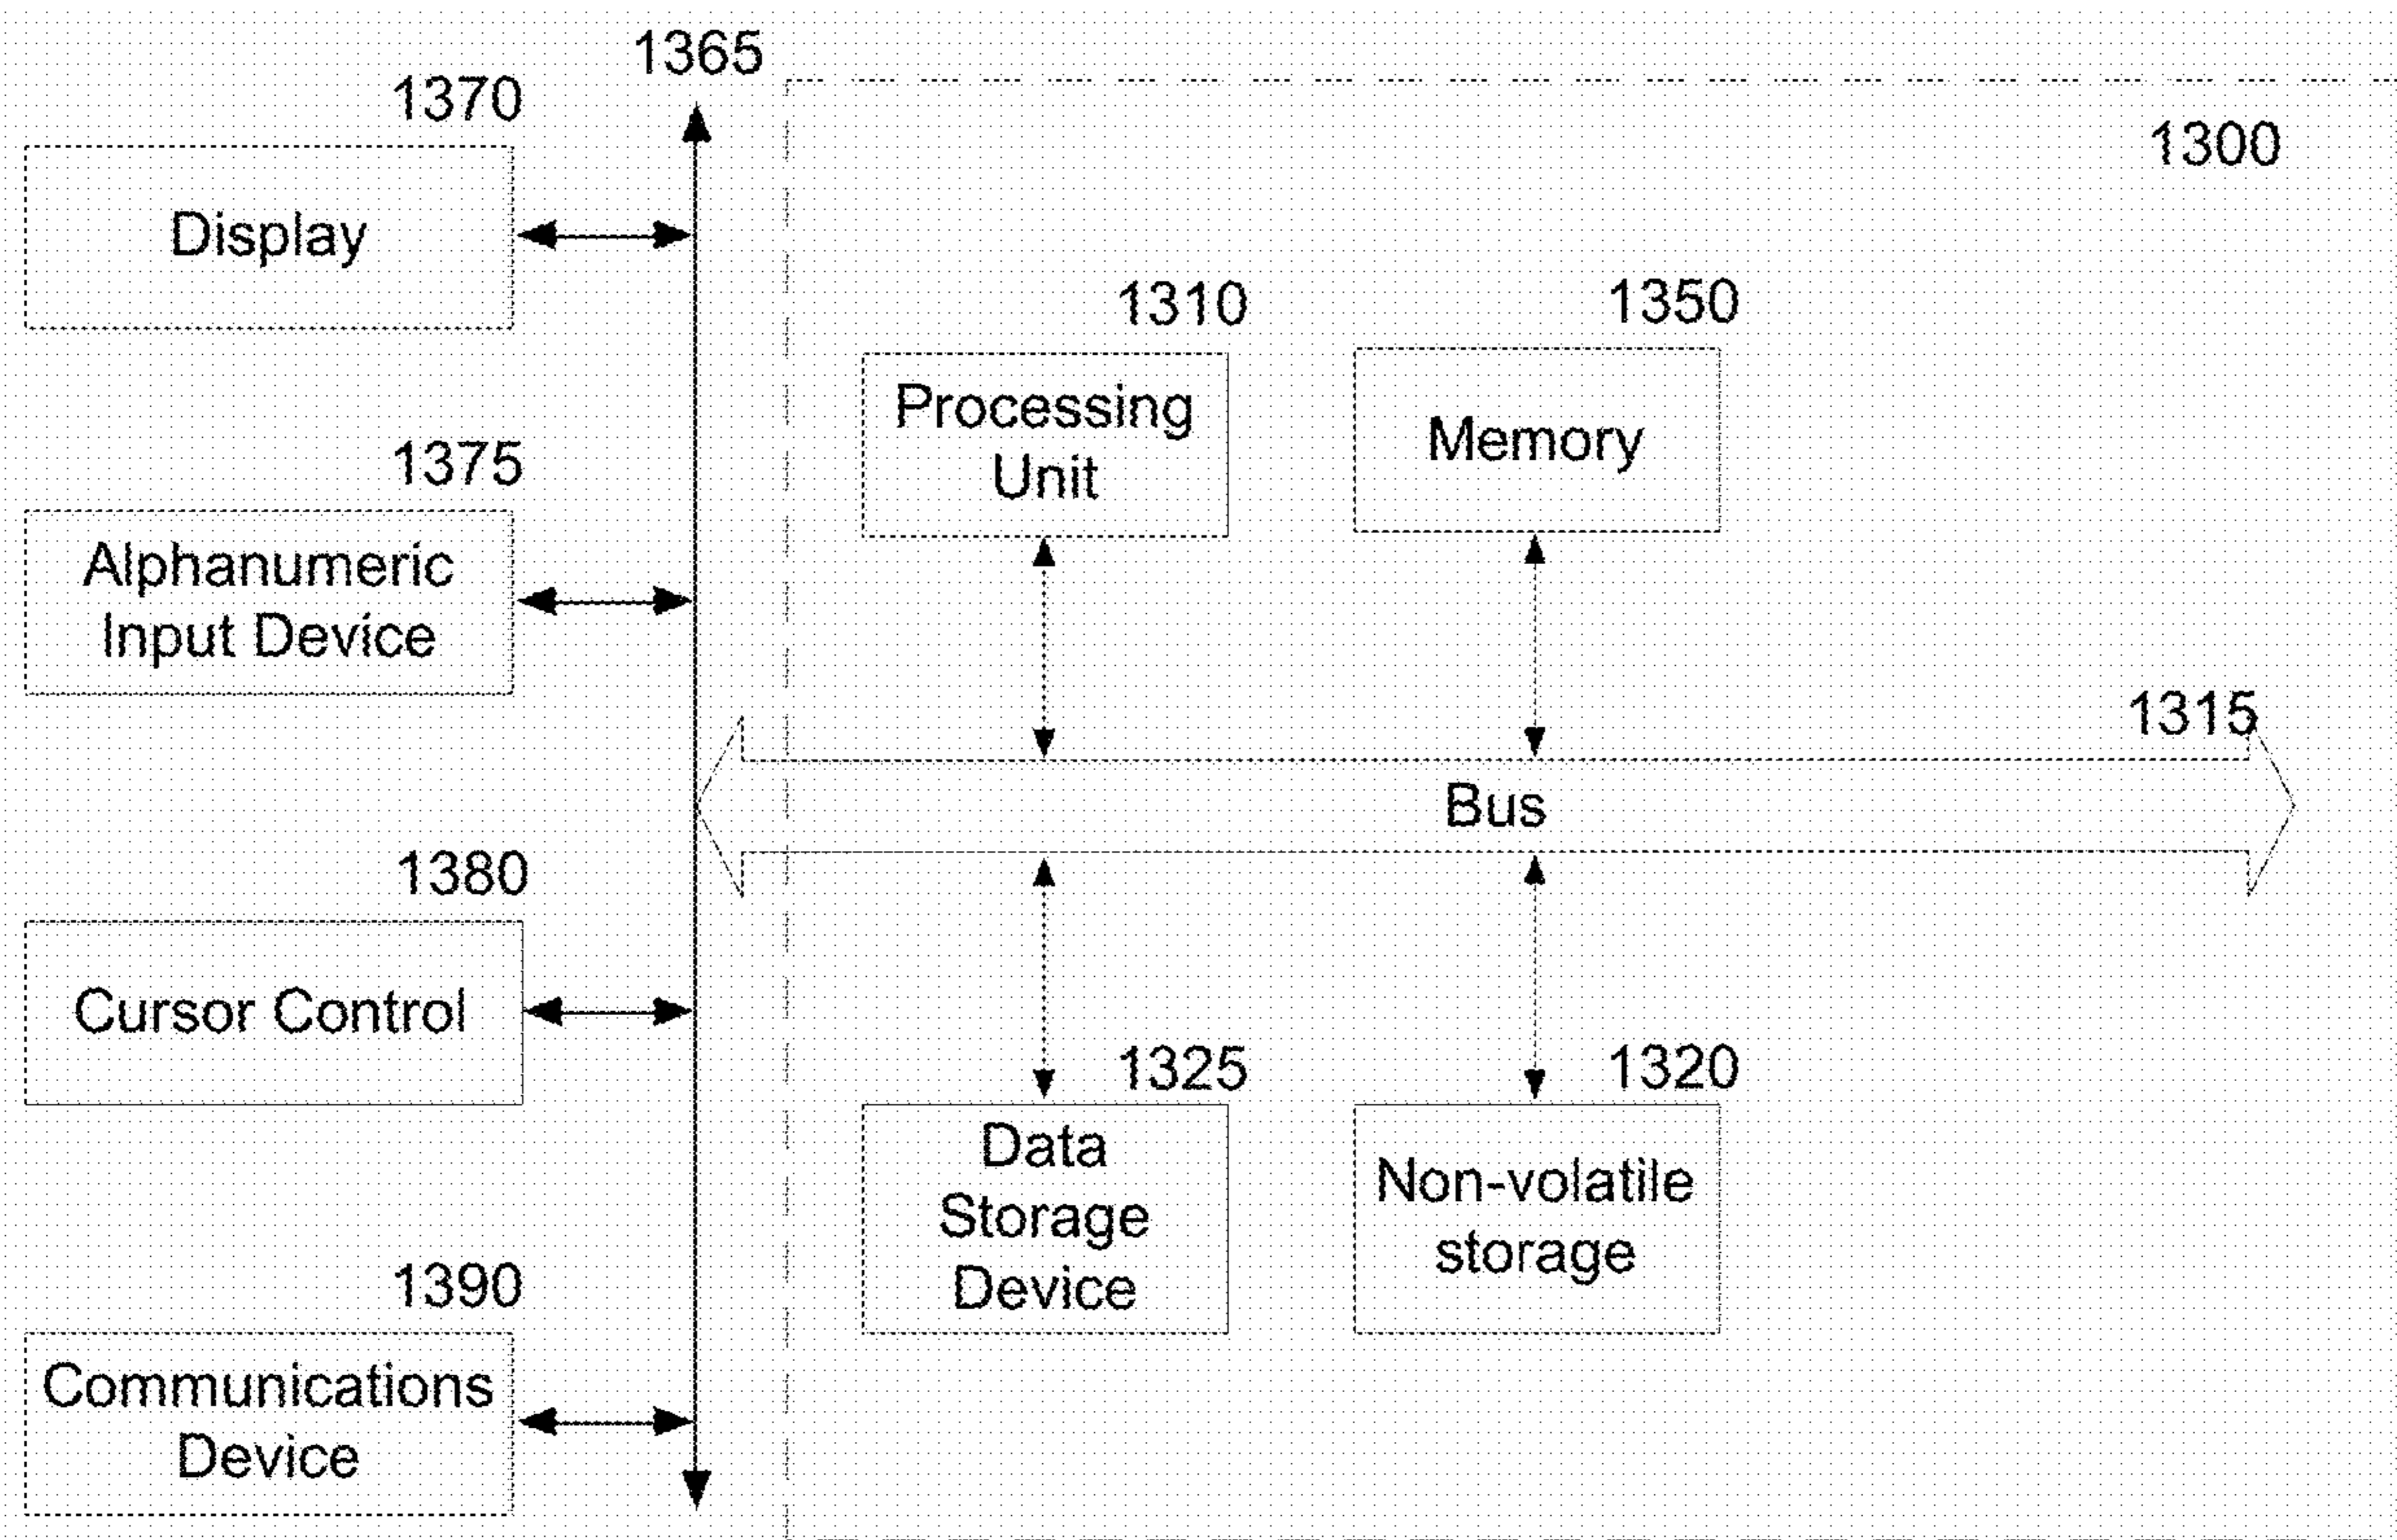 1365
1370
1300
Display
1310
1350
Processing
Unit
Memory
1375
Alphanumeric
Input Device
1315
Bus
1380
Cursor Control
1325
1320
Data
Storage
Device
Non-volatile
storage
1390
Communications
Device